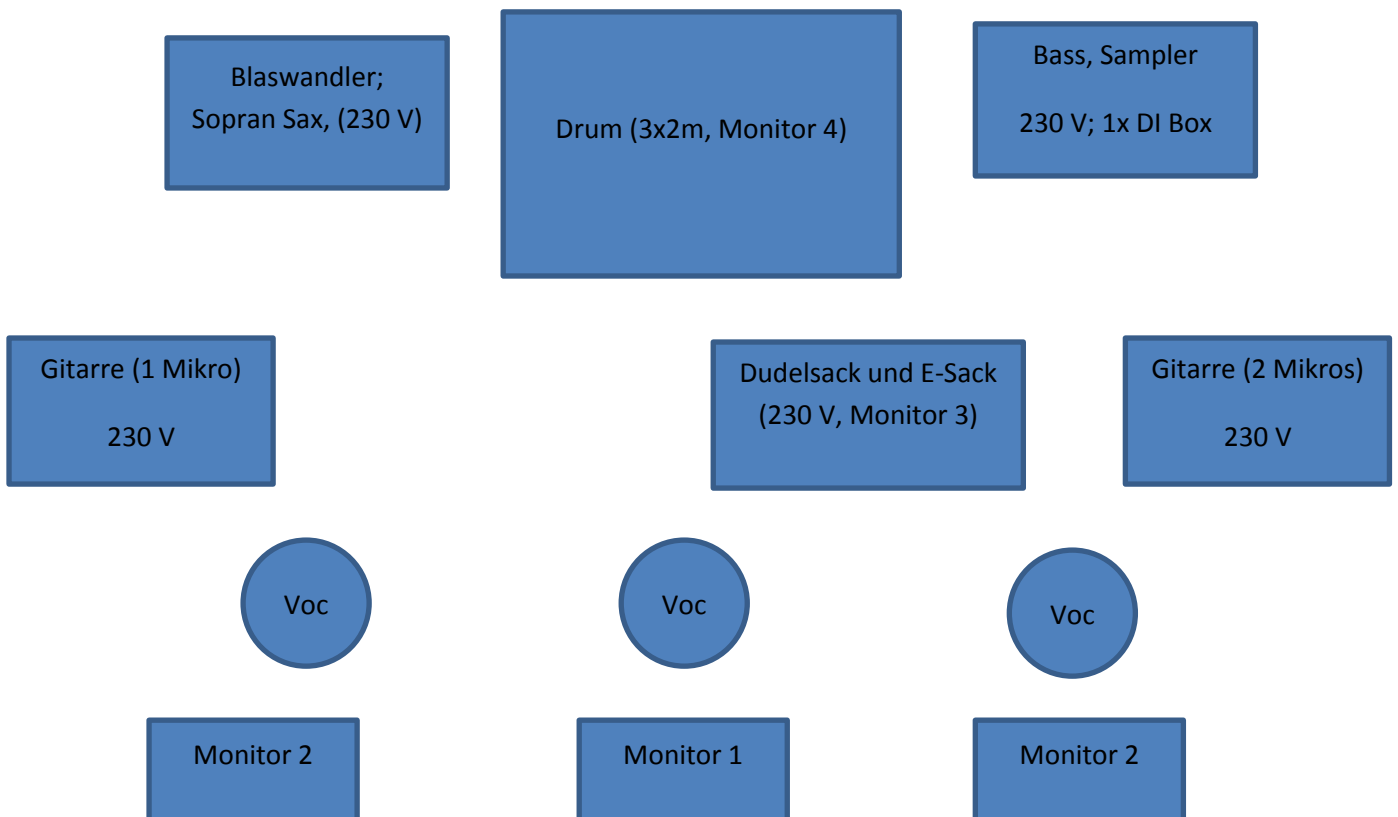 Blaswandler;
Sopran Sax, (230 V)
Drum (3x2m, Monitor 4)
Bass, Sampler
230 V; 1x DI Box
Gitarre (1 Mikro)
230 V
Dudelsack und E-Sack
(230 V, Monitor 3)
Gitarre (2 Mikros)
230 V
Voc
Voc
Voc
Monitor 2
Monitor 1
Monitor 2